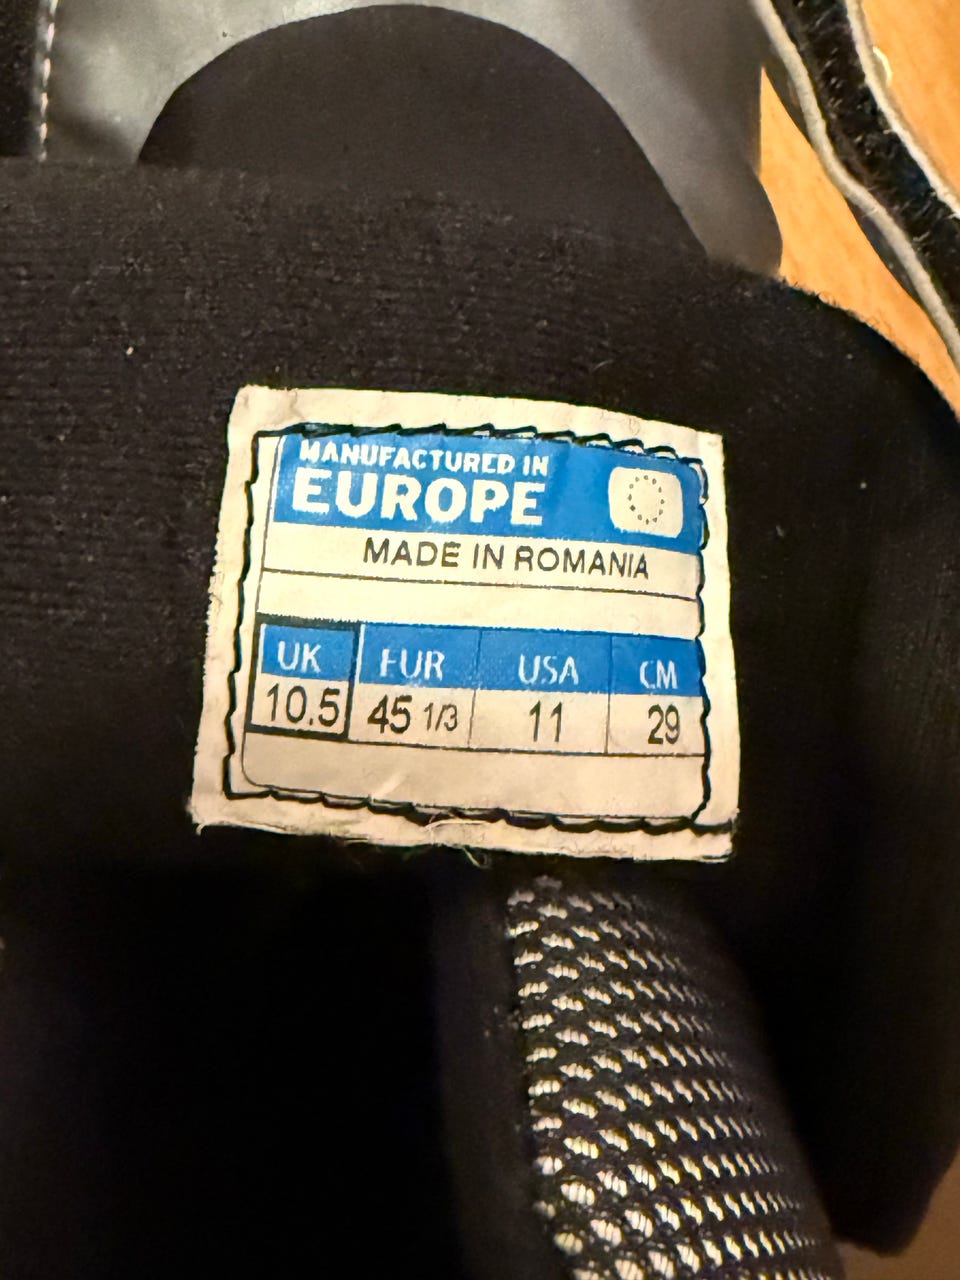 MANUFACTURED IN
EUROPE
MADE IN ROMANIA
UK EUR USA CM
10.5 45 1/3 11 29